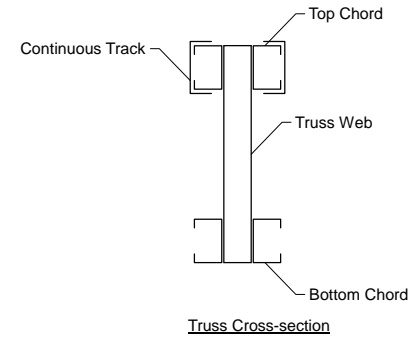 Top Chord
Continuous Track
Truss Web
Bottom Chord
Truss Cross-section